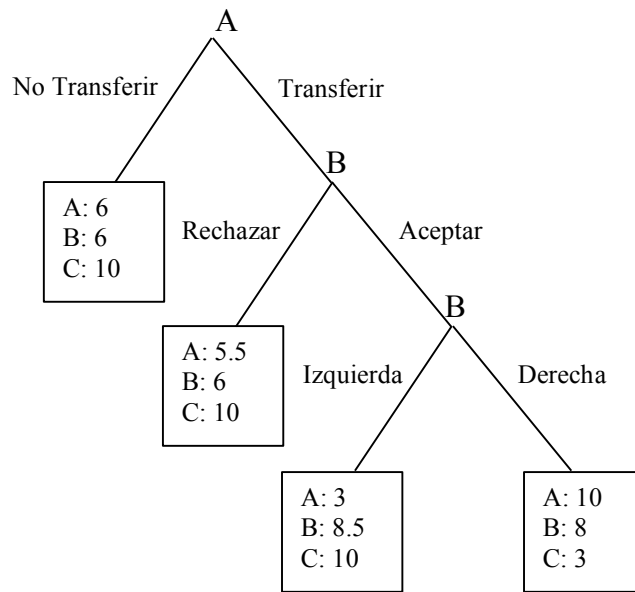 A
No Transferir
Transferir
B
A: 6
B: 6
C: 10
Rechazar
Aceptar
B
A: 5.5
B: 6
C: 10
Izquierda
Derecha
A: 3
B: 8.5
C: 10
A: 10
B: 8
C: 3